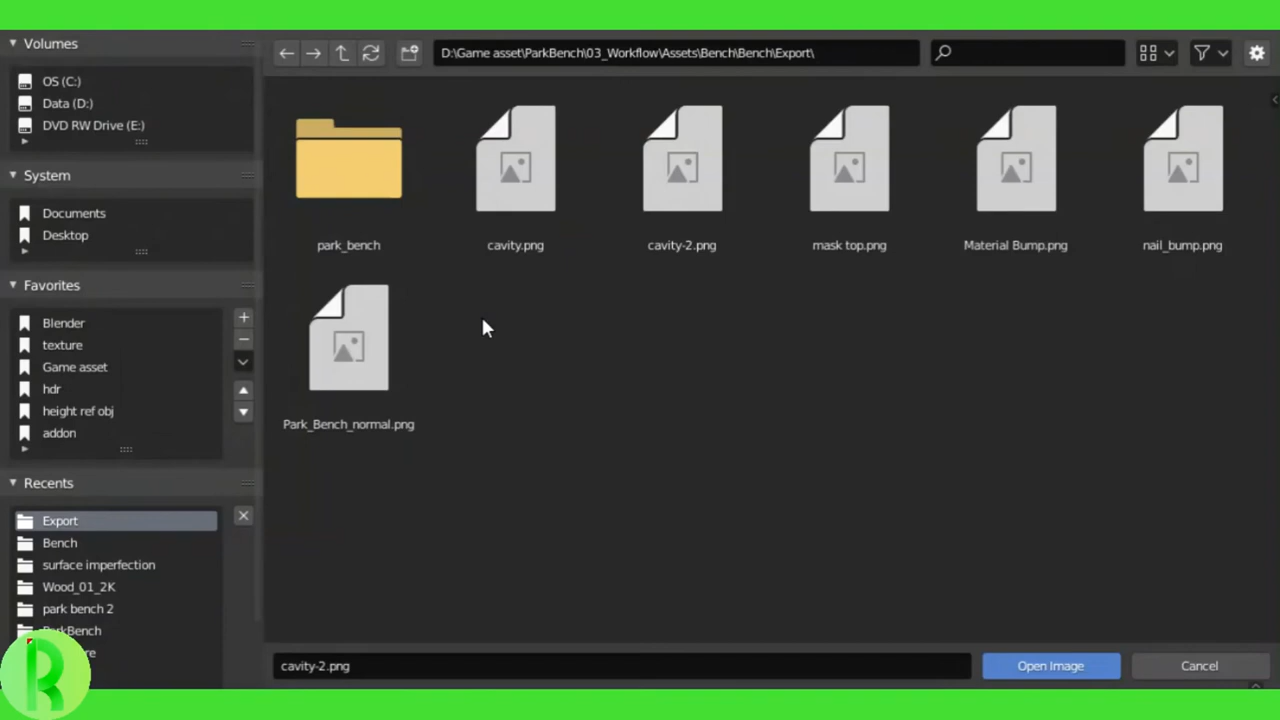 Volumes
OS (C:)
Data (D:)
DVD RW Drive (E:)
System
Documents
Desktop
Favorites
Blender
texture
Game asset
hdr
height ref obj
addon
Recents
Export
Bench
surface imperfection
Wood_01_2K
park bench 2
D:\Game asset\ParkBench\03_Workflow\Assets\Bench\Bench\Export\
park_bench
cavity.png
cavity-2.png
mask top.png
Material Bump.png
nail_bump.png
Park_Bench_normal.png
cavity-2.png
Open Image
Cancel